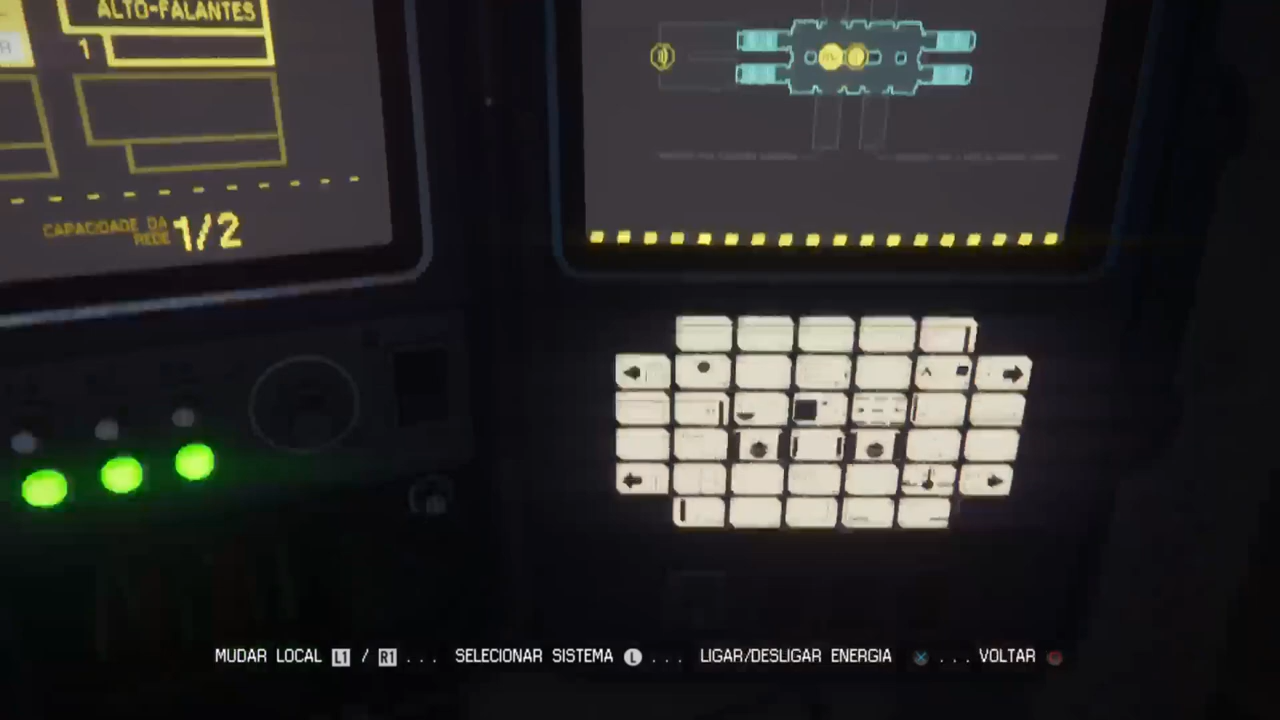 ALTO-FALANTES
1
CAPACIDADE DA
REDE 1/2
MUDAR LOCAL L1 / R1 ... SELECIONAR SISTEMA L ... LIGAR/DESLIGAR ENERGIA ... VOLTAR